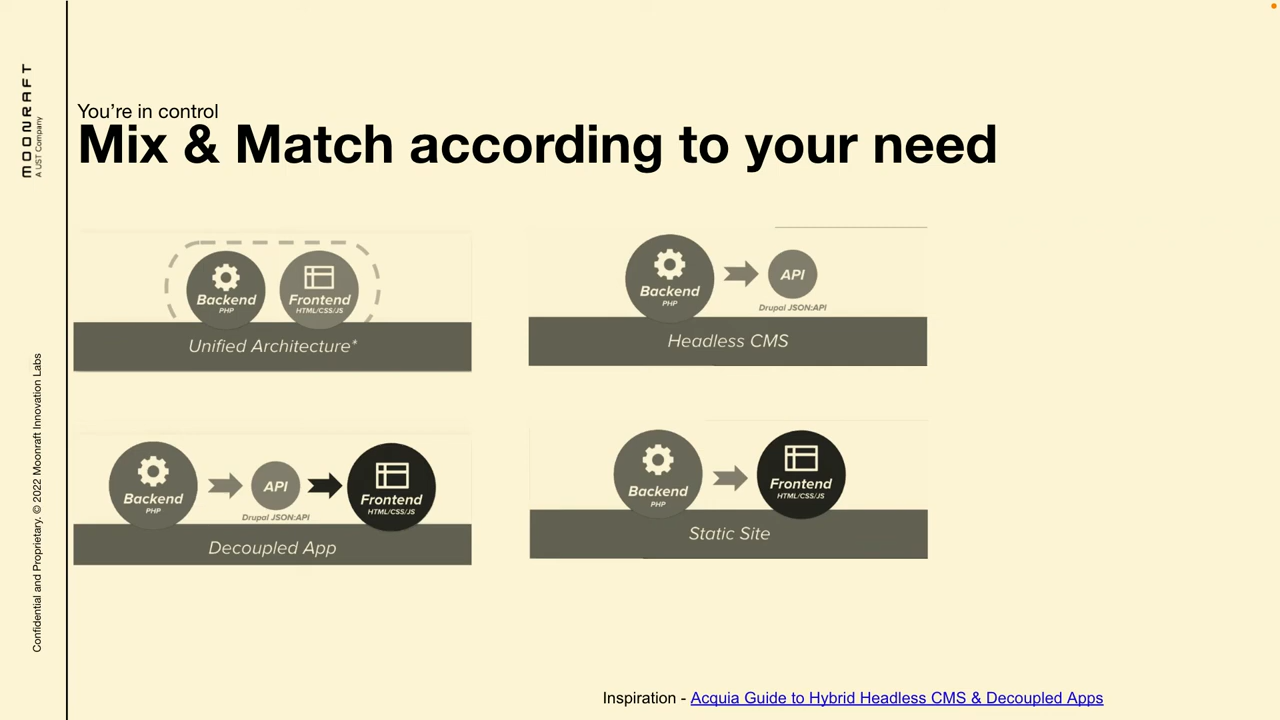 MOONRAFT
A UST Company
Confidential and Proprietary. © 2022 Moonraft Innovation Labs
You're in control
Mix & Match according to your need
Backend
PHP
Frontend
HTML/CSS/JS
Unified Architecture*
Backend
PHP
API
Drupal JSON:API
Headless CMS
Backend
PHP
API
Drupal JSON:API
Frontend
HTML/CSS/JS
Decoupled App
Backend
PHP
Frontend
HTML/CSS/JS
Static Site
Inspiration - Acquia Guide to Hybrid Headless CMS & Decoupled Apps